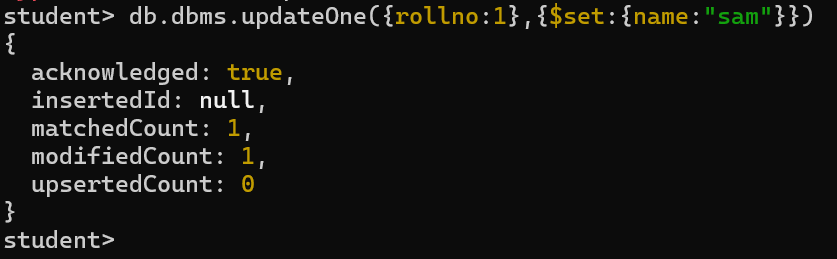 student> db.dbms.updateOne({rollno:1},{$set:{name:"sam"}})
{
  acknowledged: true,
  insertedId: null,
  matchedCount: 1,
  modifiedCount: 1,
  upsertedCount: 0
}
student>